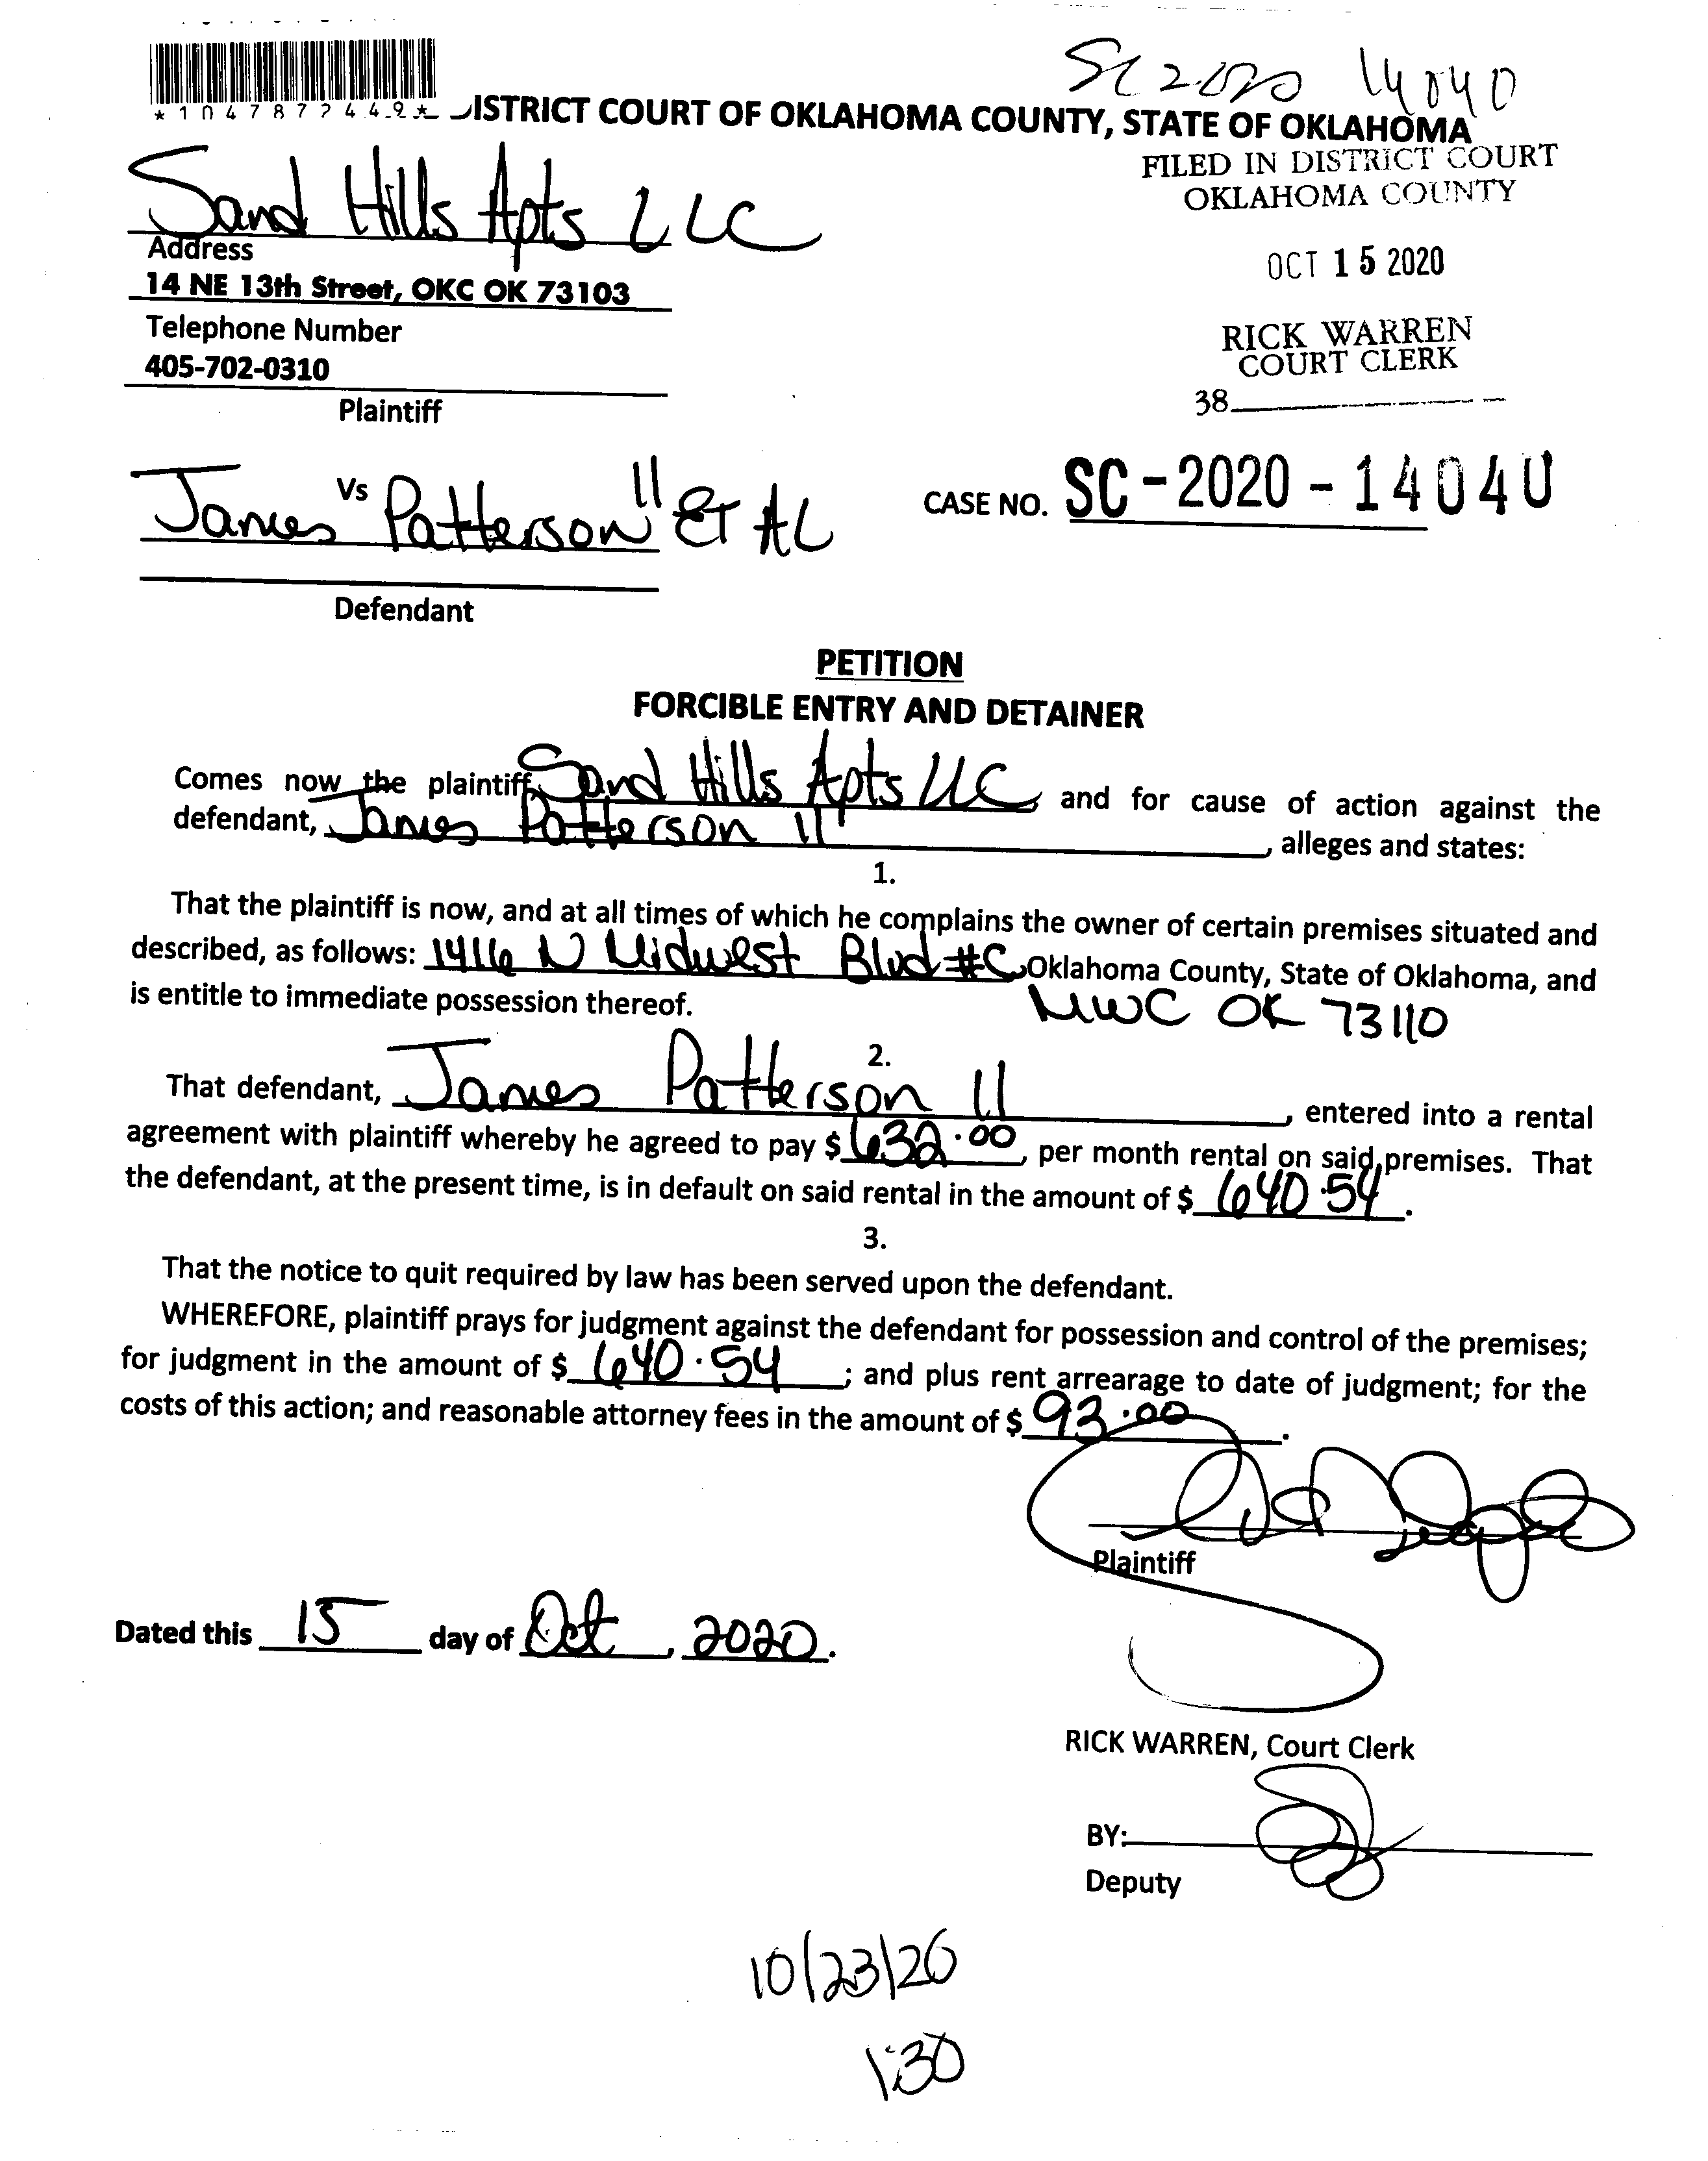 SC 2020 14040
*1047872449*
DISTRICT COURT OF OKLAHOMA COUNTY, STATE OF OKLAHOMA
FILED IN DISTRICT COURT
OKLAHOMA COUNTY
Sand Hills Apts LLC
Address
14 NE 13th Street, OKC OK 73103
OCT 15 2020
Telephone Number
405-702-0310
RICK WARREN
COURT CLERK
38
Plaintiff
Vs
James Patterson II ET AL
CASE NO. SC-2020-14040
Defendant
PETITION
FORCIBLE ENTRY AND DETAINER
Comes now the plaintiff, Sand Hills Apts LLC, and for cause of action against the
defendant, James Patterson II, alleges and states:
1.
That the plaintiff is now, and at all times of which he complains the owner of certain premises situated and
described, as follows: 1416 N Midwest Blvd #C, Oklahoma County, State of Oklahoma, and
is entitle to immediate possession thereof. MWC OK 73110
2.
That defendant, James Patterson II, entered into a rental
agreement with plaintiff whereby he agreed to pay $ 632.00, per month rental on said premises. That
the defendant, at the present time, is in default on said rental in the amount of $ 640.54.
3.
That the notice to quit required by law has been served upon the defendant.
WHEREFORE, plaintiff prays for judgment against the defendant for possession and control of the premises;
for judgment in the amount of $ 640.54; and plus rent arrearage to date of judgment; for the
costs of this action; and reasonable attorney fees in the amount of $ 93.00.
Plaintiff
Dated this 15 day of Oct, 2020.
RICK WARREN, Court Clerk
BY:
Deputy
10/23/20
1:30